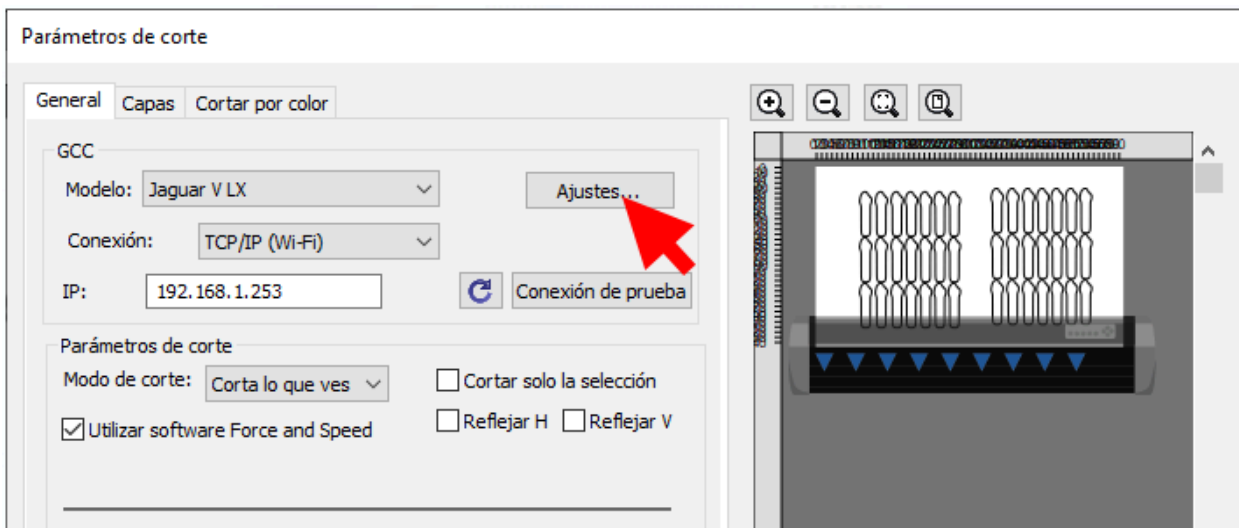 Parámetros de corte
General Capas Cortar por color
GCC
Modelo: Jaguar V LX
Ajustes...
Conexión: TCP/IP (Wi-Fi)
IP: 192.168.1.253
Conexión de prueba
Parámetros de corte
Modo de corte: Corta lo que ves
Cortar solo la selección
Utilizar software Force and Speed
Reflejar H Reflejar V